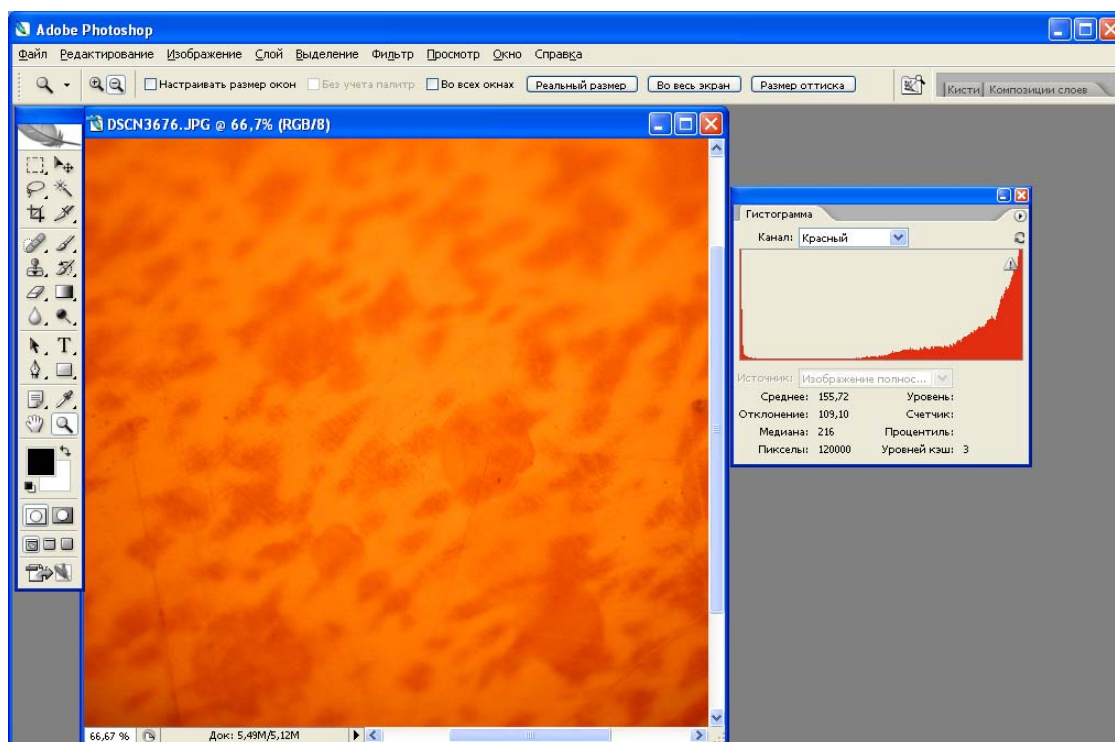 Adobe Photoshop
Файл Редактирование Изображение Слой Выделение Фильтр Просмотр Окно Справка
Настраивать размер окон Без учета палитр Во всех окнах Реальный размер Во весь экран Размер оттиска Кисти Композиции слоев
DSCN3676.JPG @ 66,7% (RGB/8)
Гистограмма
Канал: Красный
Источник: Изображение полнос...
Среднее: 155,72 Уровень:
Отклонение: 109,10 Счетчик:
Медиана: 216 Процентиль:
Пикселы: 120000 Уровней кэш: 3
66,67 % Док: 5,49M/5,12M